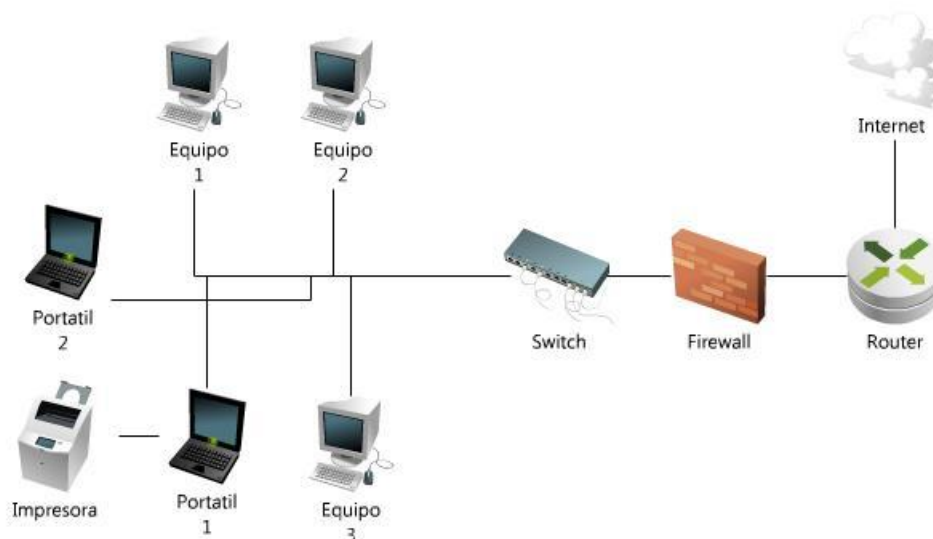 Equipo
1
Equipo
2
Internet
Portatil
2
Switch
Firewall
Router
Impresora
Portatil
1
Equipo
3